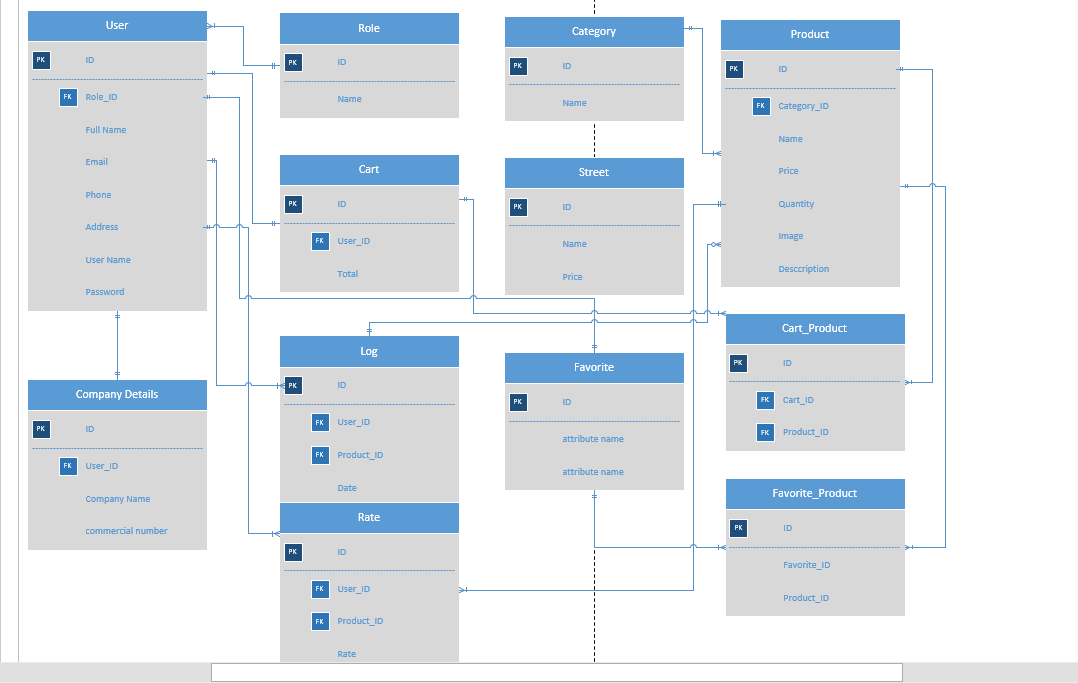 User
PK ID
FK Role_ID
Full Name
Email
Phone
Address
User Name
Password
Role
PK ID
Name
Category
PK ID
Name
Product
PK ID
FK Category_ID
Name
Price
Quantity
Image
Desccription
Cart
PK ID
FK User_ID
Total
Street
PK ID
Name
Price
Cart_Product
PK ID
FK Cart_ID
FK Product_ID
Log
PK ID
FK User_ID
FK Product_ID
Date
Favorite
PK ID
attribute name
attribute name
Company Details
PK ID
FK User_ID
Company Name
commercial number
Favorite_Product
PK ID
Favorite_ID
Product_ID
Rate
PK ID
FK User_ID
FK Product_ID
Rate